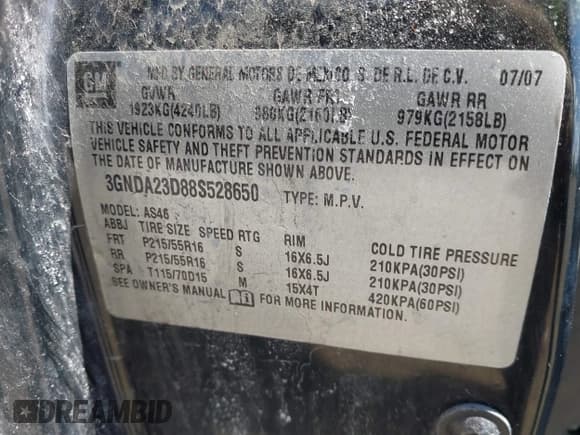 GM
MFD BY GENERAL MOTORS DE MEXICO S. DE R.L. DE C.V. 07/07
GVWR GAWR FRT GAWR RR
1923KG(4240LB) 980KG(2160LB) 979KG(2158LB)
THIS VEHICLE CONFORMS TO ALL APPLICABLE U.S. FEDERAL MOTOR
VEHICLE SAFETY AND THEFT PREVENTION STANDARDS IN EFFECT ON
THE DATE OF MANUFACTURE SHOWN ABOVE.
3GNDA23D88S528650 TYPE: M.P.V.
MODEL: AS46
ABBJ TIRE SIZE SPEED RTG RIM COLD TIRE PRESSURE
FRT P215/55R16 S 16X6.5J 210KPA(30PSI)
RR P215/55R16 S 16X6.5J 210KPA(30PSI)
SPA T115/70D15 M 15X4T 420KPA(60PSI)
SEE OWNER'S MANUAL FOR MORE INFORMATION.
DREAMBID